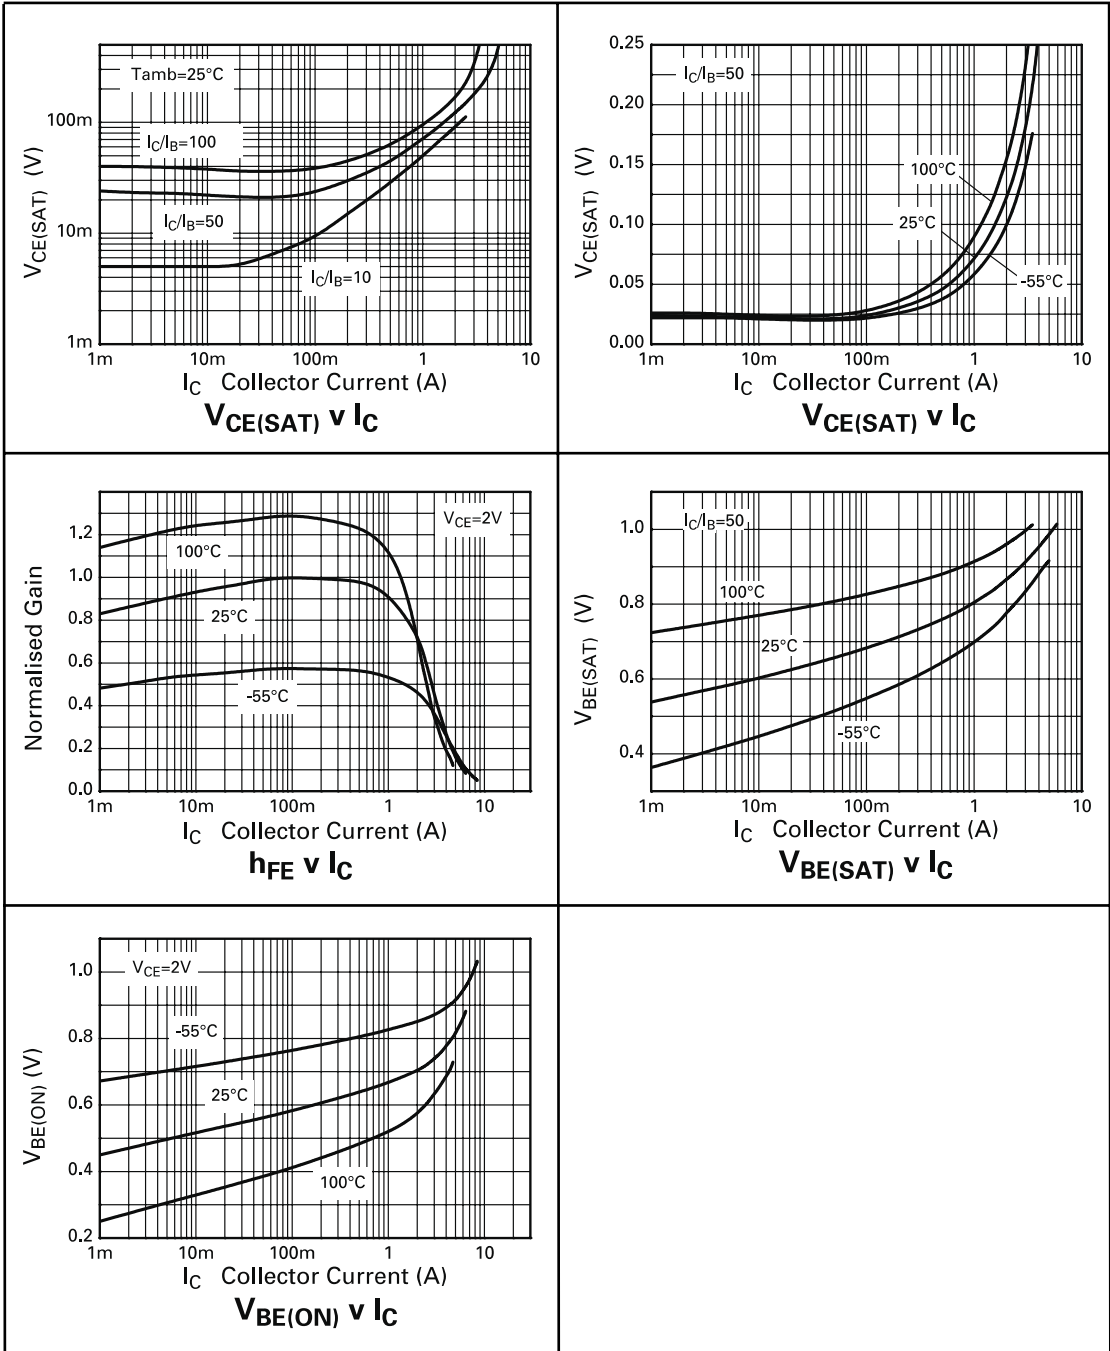 Tamb=25°C
IC/IB=100
IC/IB=50
IC/IB=10
100m
10m
1m
VCE(SAT) (V)
1m 10m 100m 1 10
IC Collector Current (A)
VCE(SAT) v IC
IC/IB=50
100°C
25°C
-55°C
0.25
0.20
0.15
0.10
0.05
0.00
VCE(SAT) (V)
1m 10m 100m 1 10
IC Collector Current (A)
VCE(SAT) v IC
VCE=2V
100°C
25°C
-55°C
1.2
1.0
0.8
0.6
0.4
0.2
0.0
Normalised Gain
1m 10m 100m 1 10
IC Collector Current (A)
hFE v IC
IC/IB=50
100°C
25°C
-55°C
1.0
0.8
0.6
0.4
VBE(SAT) (V)
1m 10m 100m 1 10
IC Collector Current (A)
VBE(SAT) v IC
VCE=2V
-55°C
25°C
100°C
1.0
0.8
0.6
0.4
0.2
VBE(ON) (V)
1m 10m 100m 1 10
IC Collector Current (A)
VBE(ON) v IC